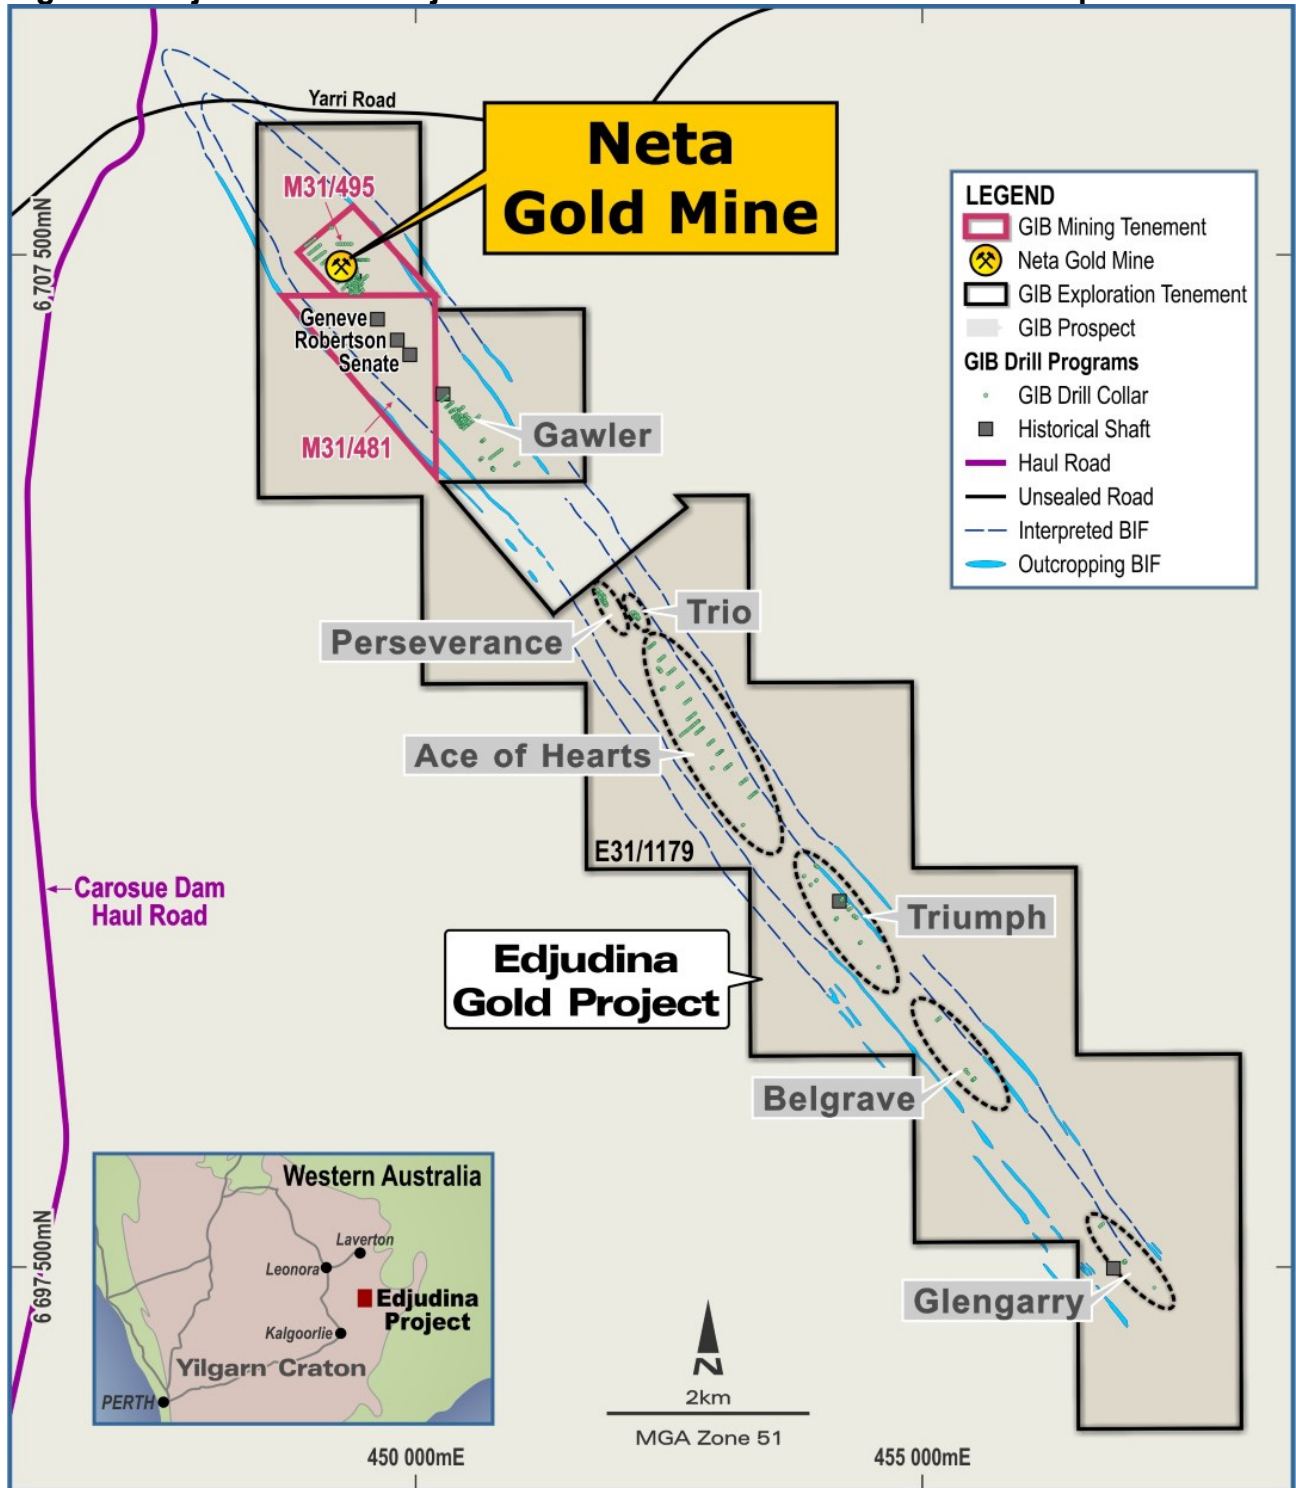 Yarri Road
Neta
Gold Mine
M31/495
6 707 500mN
LEGEND
GIB Mining Tenement
Neta Gold Mine
GIB Exploration Tenement
GIB Prospect
GIB Drill Programs
GIB Drill Collar
Historical Shaft
Haul Road
Unsealed Road
Interpreted BIF
Outcropping BIF
Geneve
Robertson
Senate
M31/481
Gawler
Trio
Perseverance
Ace of Hearts
E31/1179
Carosue Dam
Haul Road
Triumph
Edjudina
Gold Project
Belgrave
Glengarry
6 697 500mN
Western Australia
Laverton
Leonora
Edjudina
Project
Kalgoorlie
Yilgarn Craton
PERTH
N
2km
MGA Zone 51
450 000mE
455 000mE